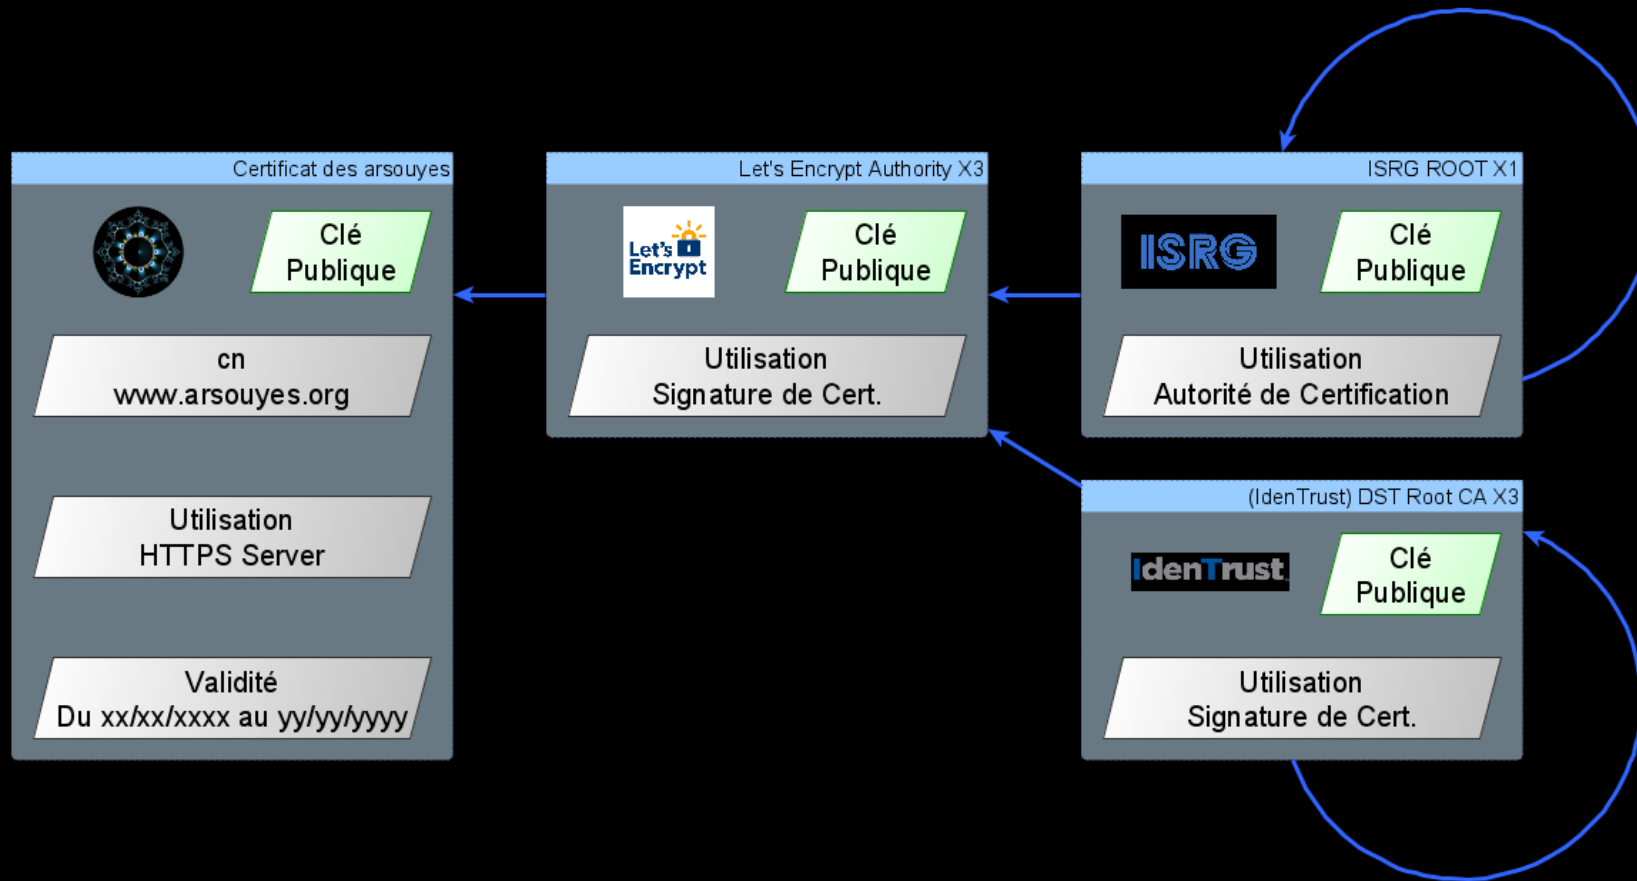 Certificat des arsouyes
Clé
Publique
cn
www.arsouyes.org
Utilisation
HTTPS Server
Validité
Du xx/xx/xxxx au yy/yy/yyyy
Let's Encrypt Authority X3
Let's
Encrypt
Clé
Publique
Utilisation
Signature de Cert.
ISRG ROOT X1
ISRG
Clé
Publique
Utilisation
Autorité de Certification
(IdenTrust) DST Root CA X3
IdenTrust
Clé
Publique
Utilisation
Signature de Cert.